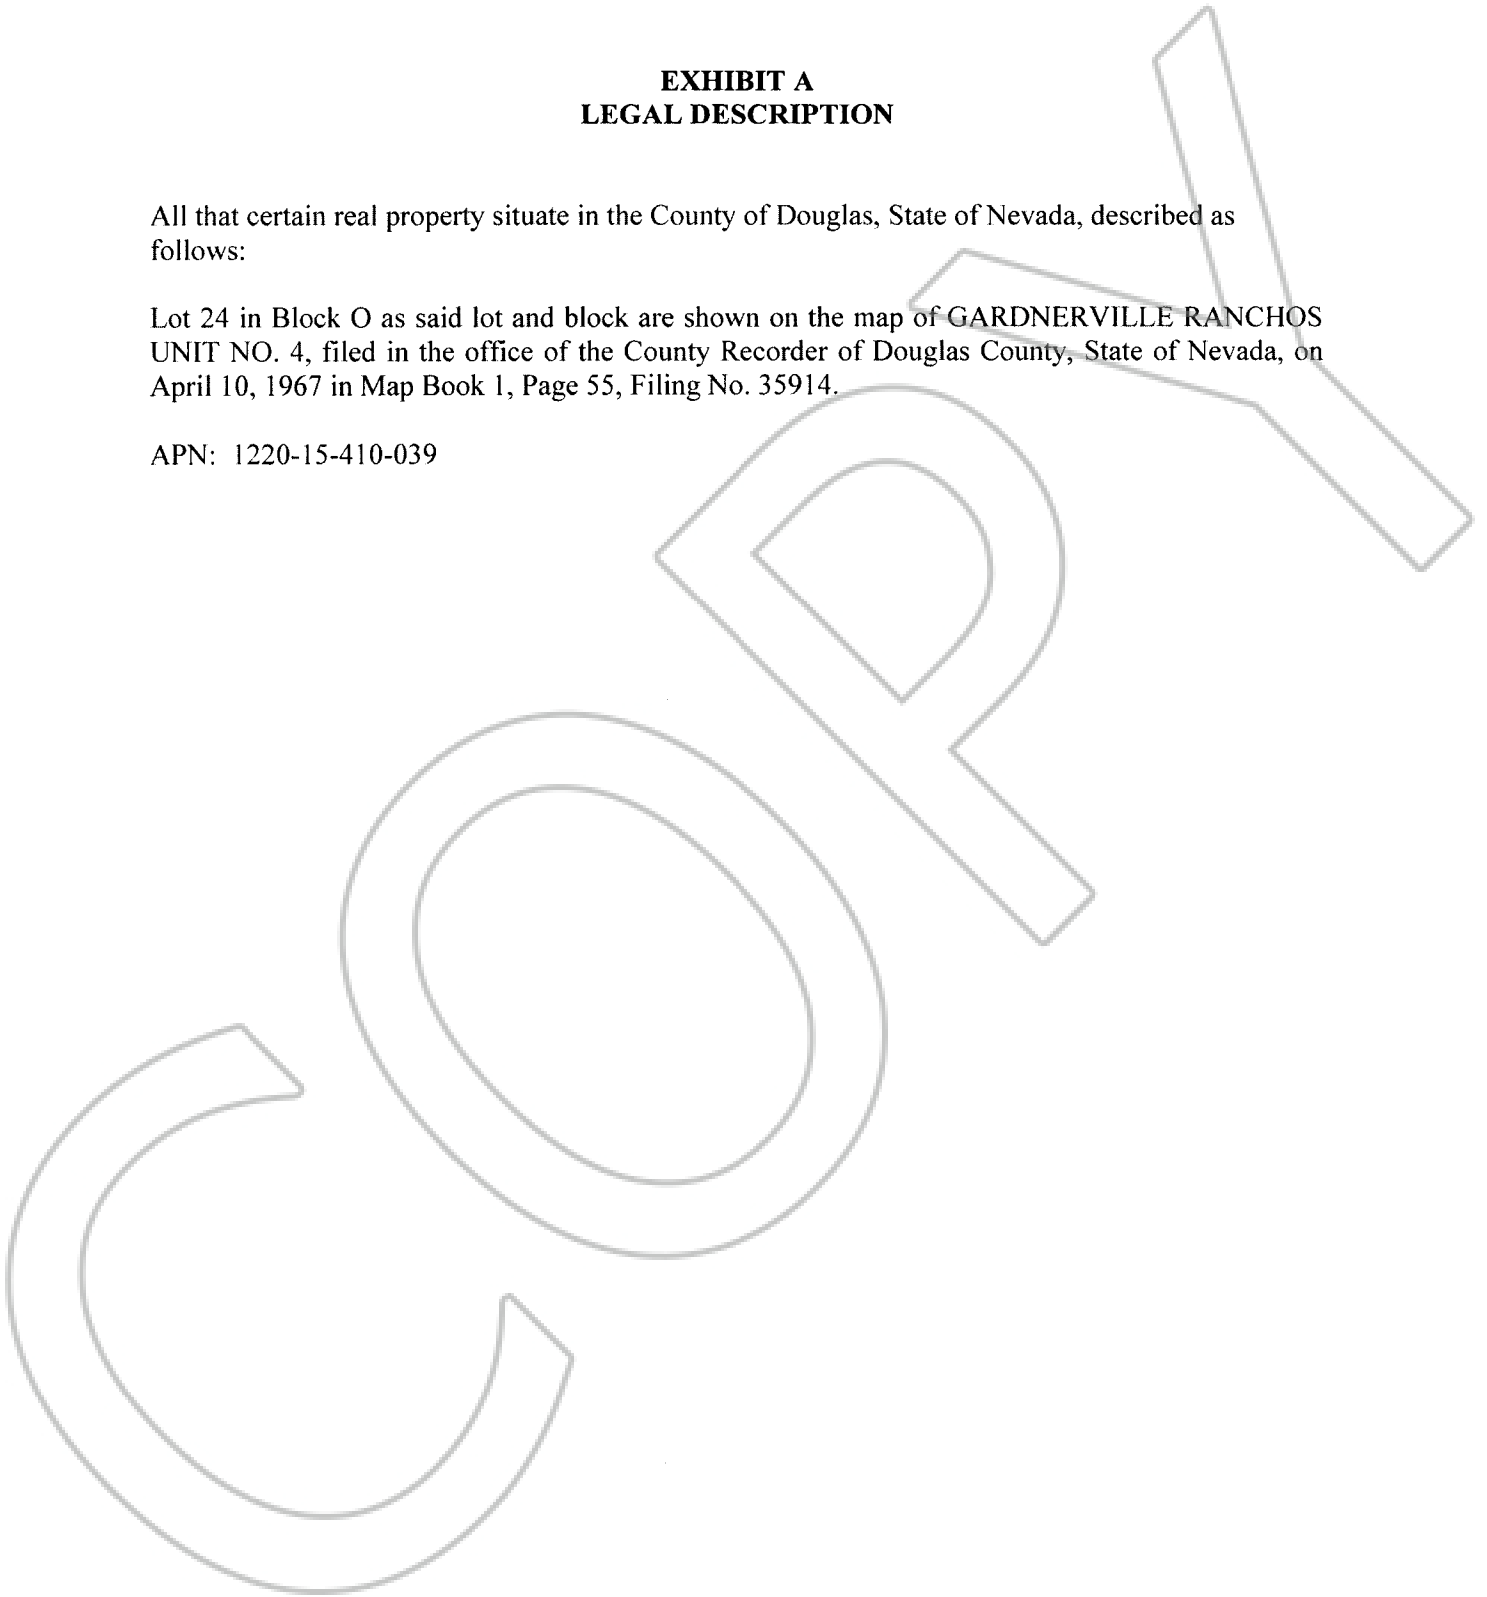 EXHIBIT A
LEGAL DESCRIPTION
All that certain real property situate in the County of Douglas, State of Nevada, described as
follows:
Lot 24 in Block O as said lot and block are shown on the map of GARDNERVILLE RANCHOS
UNIT NO. 4, filed in the office of the County Recorder of Douglas County, State of Nevada, on
April 10, 1967 in Map Book 1, Page 55, Filing No. 35914.
APN: 1220-15-410-039
COPY